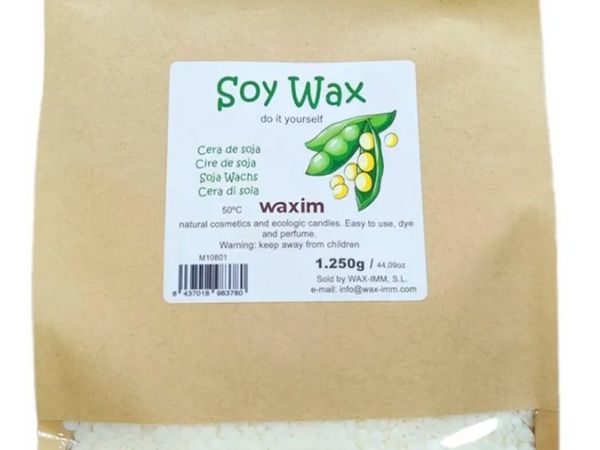 Soy Wax
do it yourself
Cera de soja
Cire de soja
Soja Wachs
Cera di soia
50ºC waxim
natural cosmetics and ecologic candles. Easy to use, dye
and perfume.
Warning: keep away from children
M10801
1.250g / 44,09oz
Sold by WAX-IMM, S.L.
e-mail: info@wax-imm.com
8 437018 983780